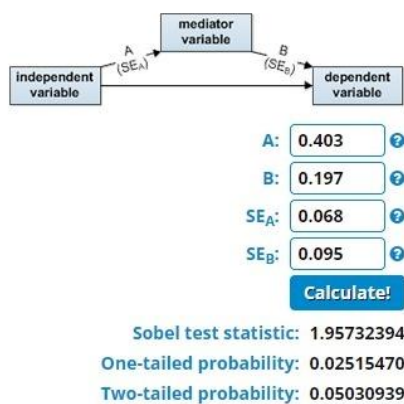 mediator
variable
A
(SEA)
B
(SEB)
independent
variable
dependent
variable
A: 0.403 ?
B: 0.197 ?
SEA: 0.068 ?
SEB: 0.095 ?
Calculate!
Sobel test statistic: 1.95732394
One-tailed probability: 0.02515470
Two-tailed probability: 0.05030939